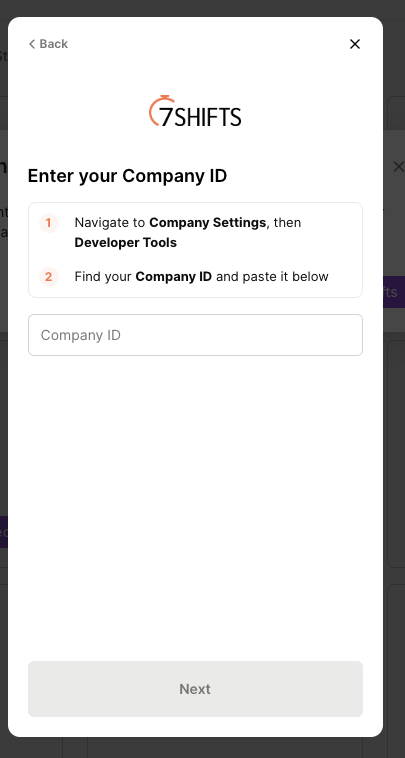 Back
7SHIFTS
Enter your Company ID
1 Navigate to Company Settings, then
Developer Tools
2 Find your Company ID and paste it below
Company ID
Next